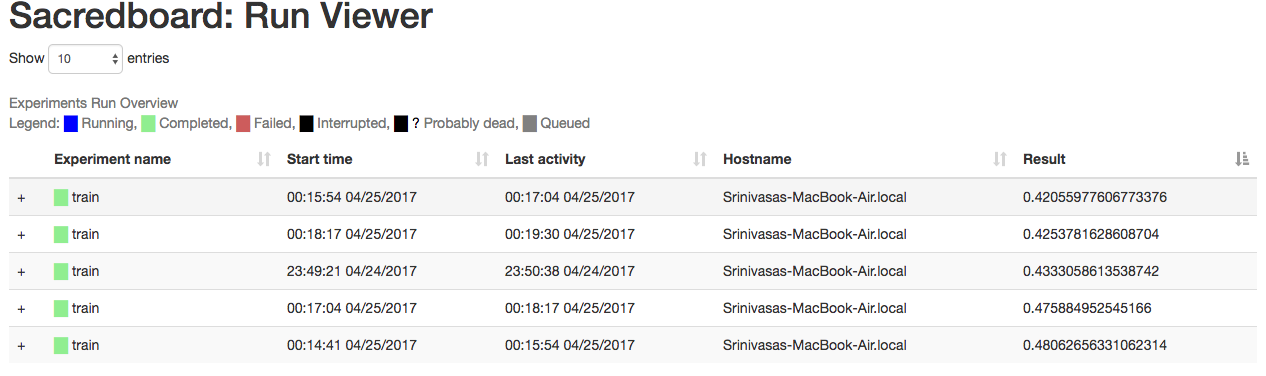 Sacredboard: Run Viewer
Show 10 entries
Experiments Run Overview
Legend: Running, Completed, Failed, Interrupted, ? Probably dead, Queued
Experiment name Start time Last activity Hostname Result
+ train 00:15:54 04/25/2017 00:17:04 04/25/2017 Srinivasas-MacBook-Air.local 0.42055977606773376
+ train 00:18:17 04/25/2017 00:19:30 04/25/2017 Srinivasas-MacBook-Air.local 0.4253781628608704
+ train 23:49:21 04/24/2017 23:50:38 04/24/2017 Srinivasas-MacBook-Air.local 0.4333058613538742
+ train 00:17:04 04/25/2017 00:18:17 04/25/2017 Srinivasas-MacBook-Air.local 0.475884952545166
+ train 00:14:41 04/25/2017 00:15:54 04/25/2017 Srinivasas-MacBook-Air.local 0.48062656331062314